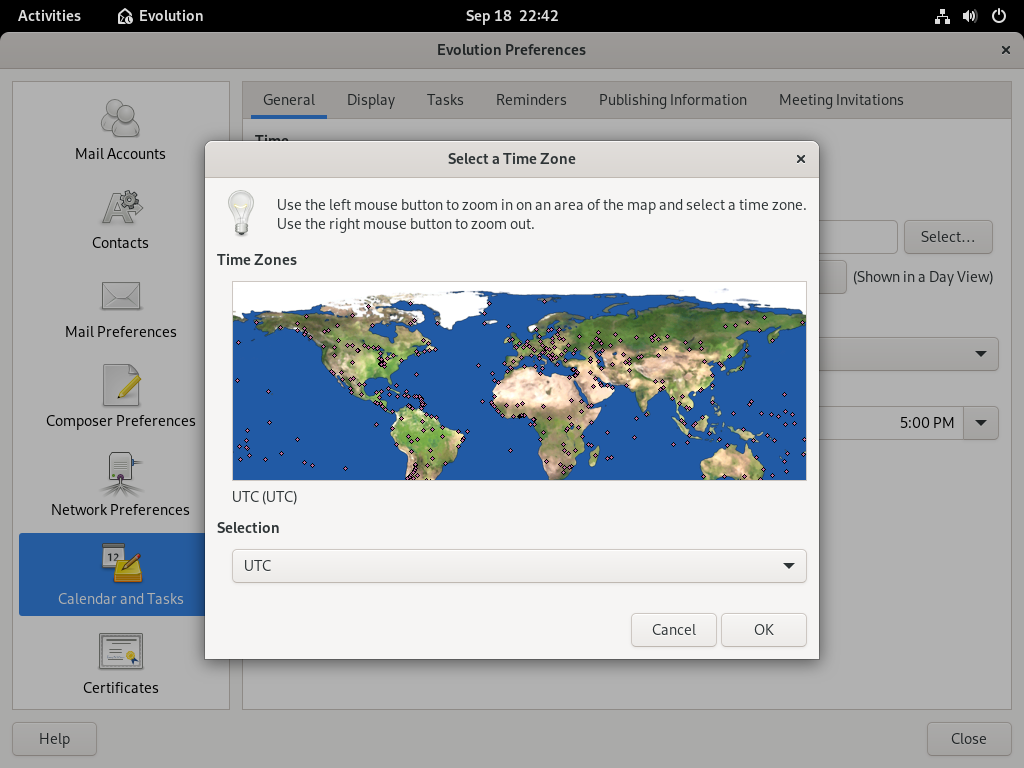 Activities
Evolution
Sep 18 22:42
Evolution Preferences
Mail Accounts
Contacts
Mail Preferences
Composer Preferences
Network Preferences
12
Calendar and Tasks
Certificates
General
Display
Tasks
Reminders
Publishing Information
Meeting Invitations
Time
Select...
(Shown in a Day View)
5:00 PM
Select a Time Zone
Use the left mouse button to zoom in on an area of the map and select a time zone.
Use the right mouse button to zoom out.
Time Zones
UTC (UTC)
Selection
UTC
Cancel
OK
Help
Close